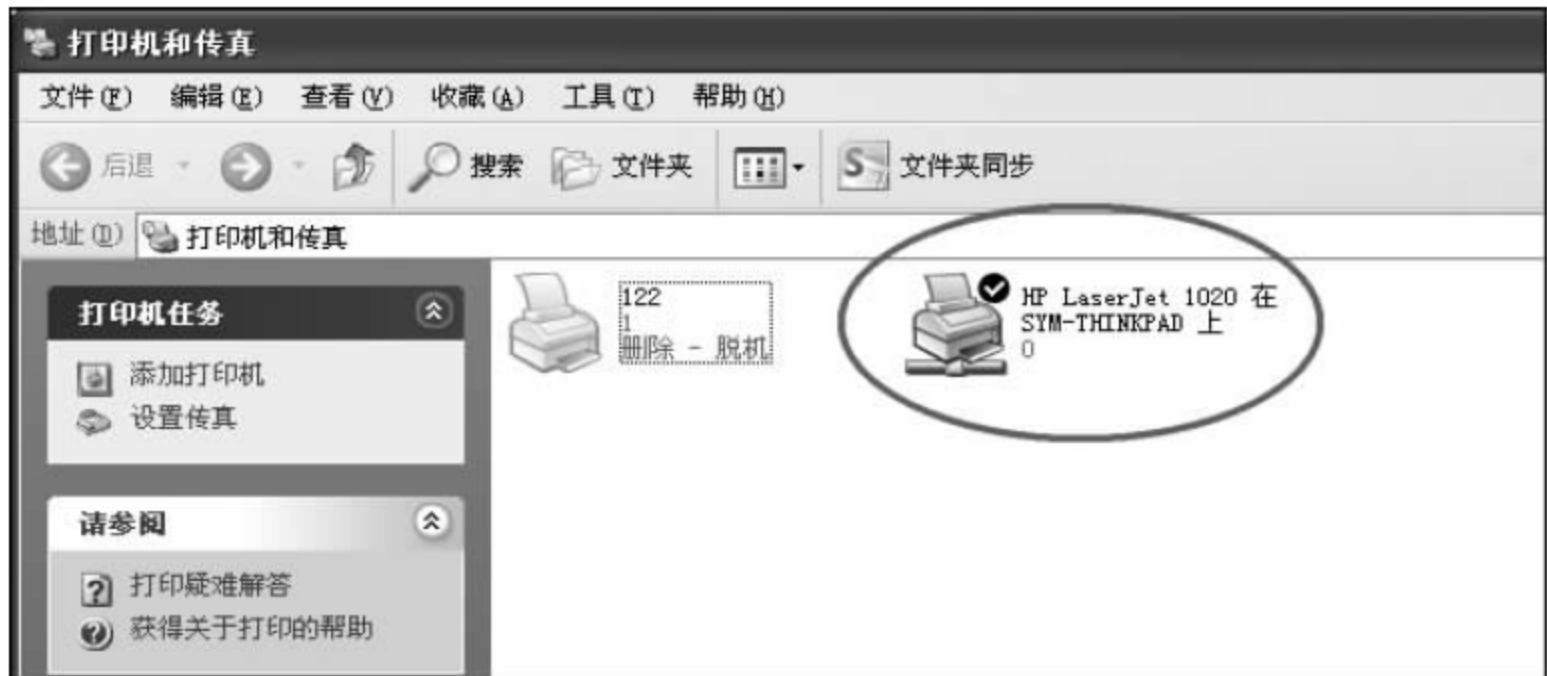 打印机和传真
文件(F) 编辑(E) 查看(V) 收藏(A) 工具(T) 帮助(H)
后退 搜索 文件夹 文件夹同步
地址(D) 打印机和传真
打印机任务
添加打印机
设置传真
请参阅
打印疑难解答
获得关于打印的帮助
122
1
删除 - 脱机
HP LaserJet 1020 在
SYM-THINKPAD 上
0